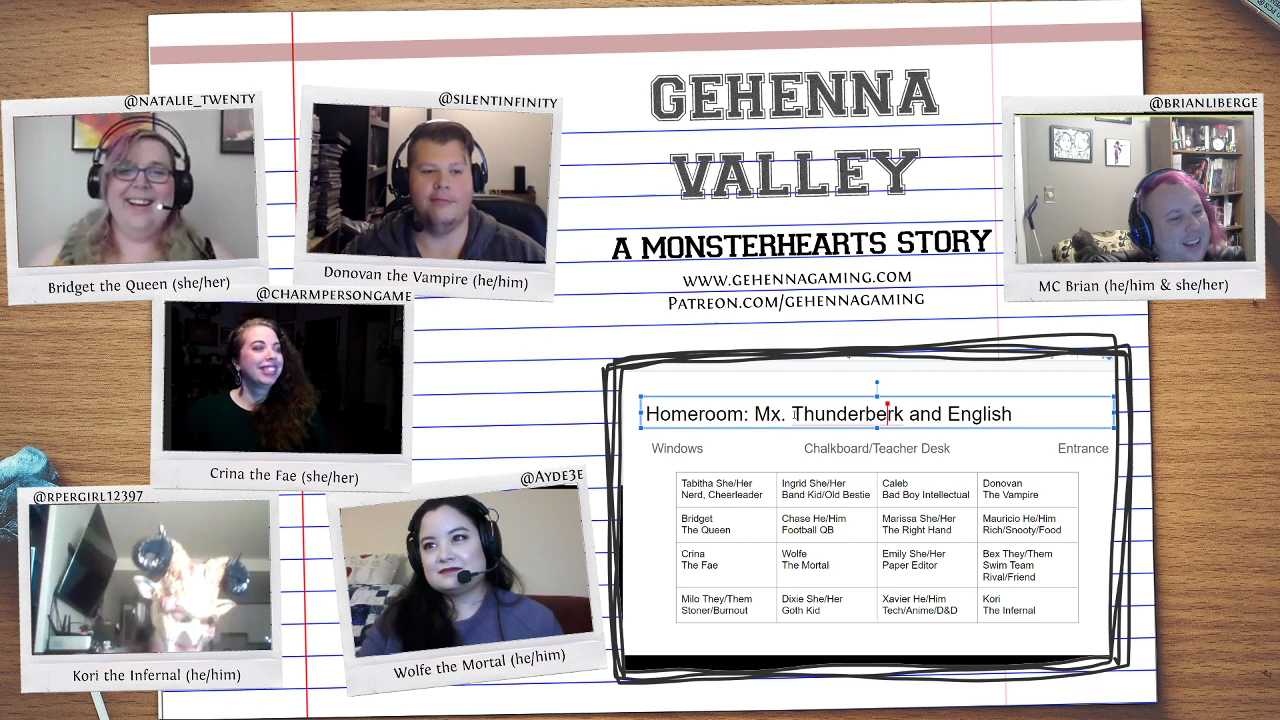 @NATALIE_TWENTY
Bridget the Queen (she/her)
@SILENTINFINITY
Donovan the Vampire (he/him)
GEHENNA
VALLEY
A MONSTERHEARTS STORY
WWW.GEHENNAGAMING.COM
PATREON.COM/GEHENNAGAMING
@BRIANLIBERGE
MC Brian (he/him & she/her)
@CHARMPERSONGAME
Crina the Fae (she/her)
@RPERGIRL12397
Kori the Infernal (he/him)
@AYDE3E
Wolfe the Mortal (he/him)
Homeroom: Mx. Thunderberk and English
Windows Chalkboard/Teacher Desk Entrance
Tabitha She/Her Ingrid She/Her Caleb Donovan
Nerd, Cheerleader Band Kid/Old Bestie Bad Boy Intellectual The Vampire
Bridget Chase He/Him Marissa She/Her Mauricio He/Him
The Queen Football QB The Right Hand Rich/Snooty/Food
Crina Wolfe Emily She/Her Bex They/Them
The Fae The Mortal Paper Editor Swim Team
Rival/Friend
Milo They/Them Dixie She/Her Xavier He/Him Kori
Stoner/Burnout Goth Kid Tech/Anime/D&D The Infernal